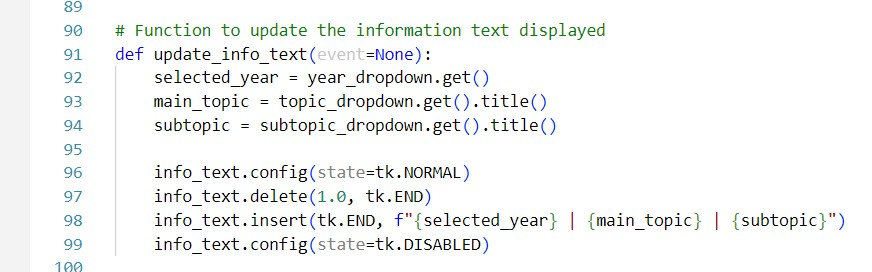 89
90 # Function to update the information text displayed
91 def update_info_text(event=None):
92     selected_year = year_dropdown.get()
93     main_topic = topic_dropdown.get().title()
94     subtopic = subtopic_dropdown.get().title()
95
96     info_text.config(state=tk.NORMAL)
97     info_text.delete(1.0, tk.END)
98     info_text.insert(tk.END, f"{selected_year} | {main_topic} | {subtopic}")
99     info_text.config(state=tk.DISABLED)
100